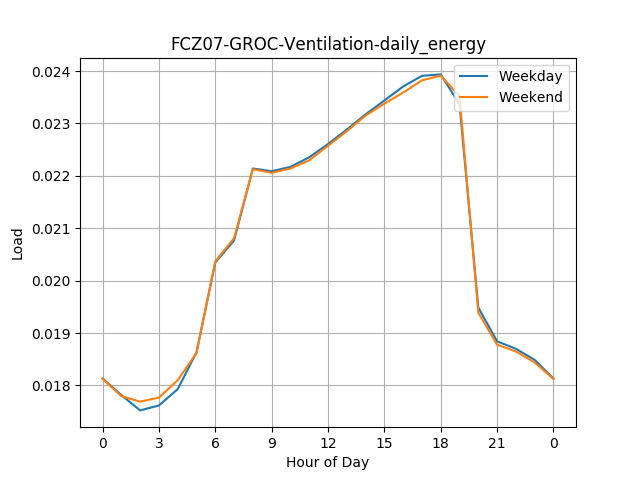 FCZ07-GROC-Ventilation-daily_energy
Weekday
Weekend
0.024
0.023
0.022
0.021
0.020
0.019
0.018
Load
0 3 6 9 12 15 18 21 0
Hour of Day